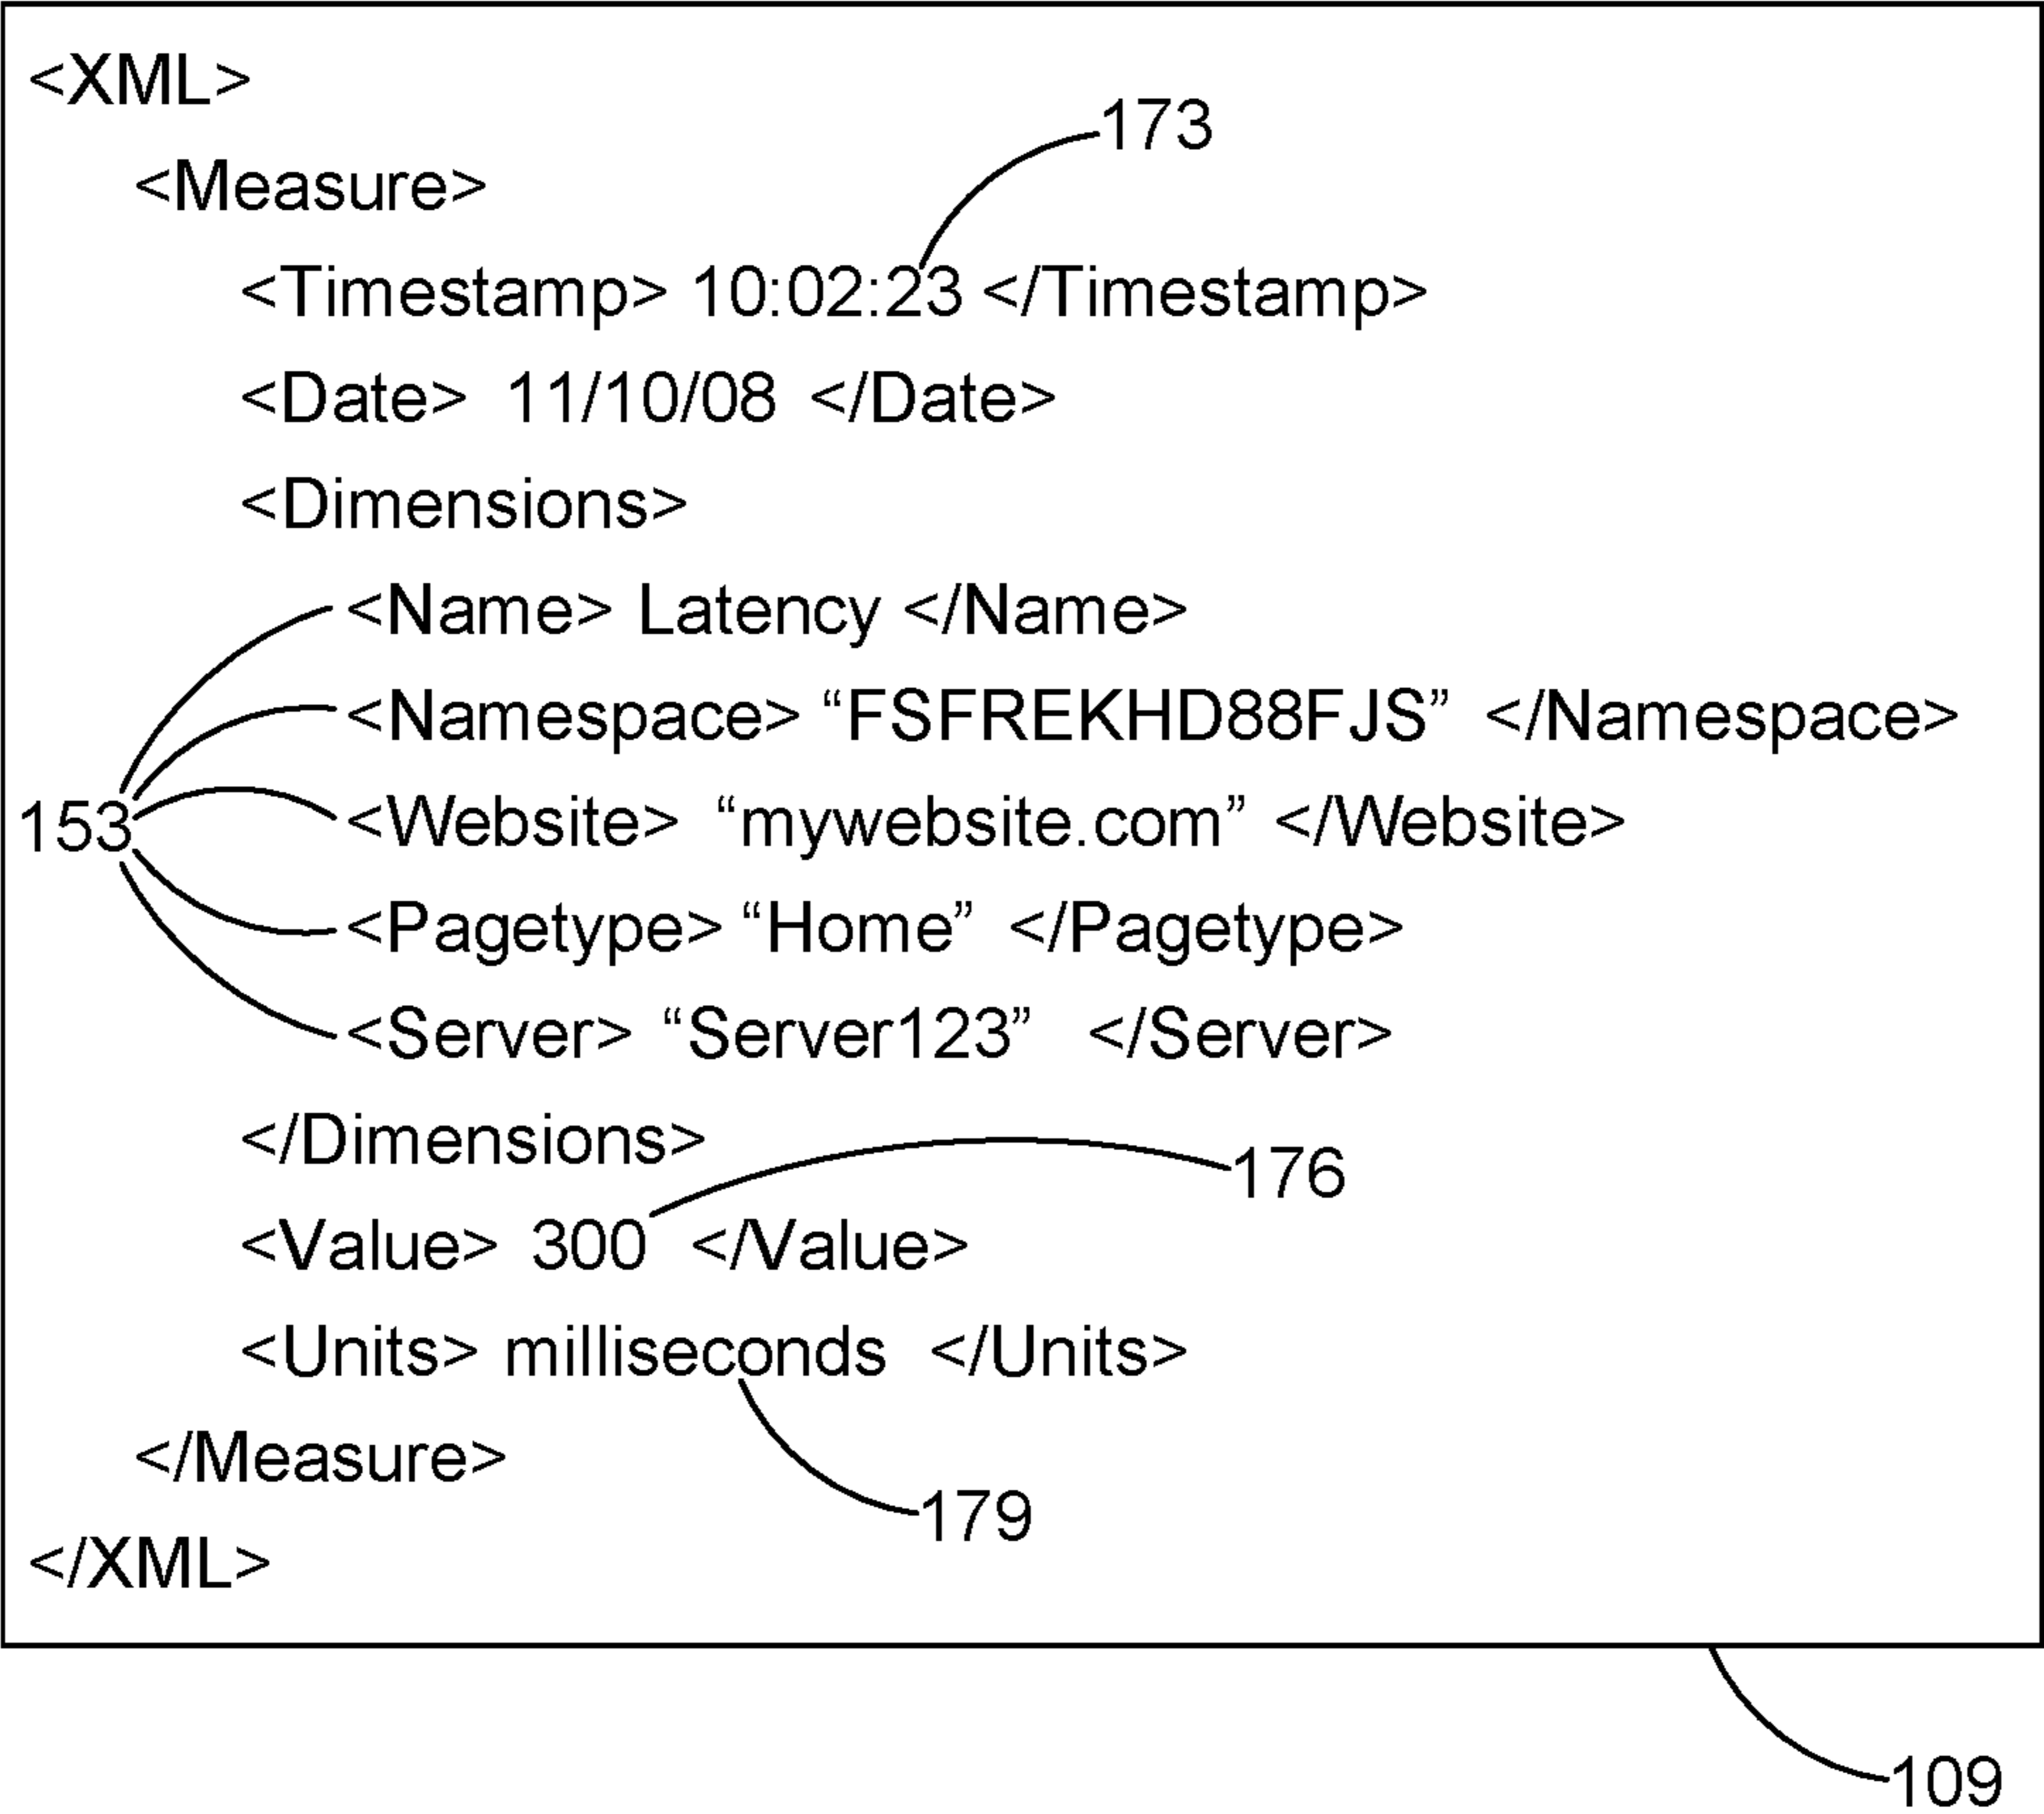 <XML>
173
<Measure>
<Timestamp> 10:02:23 </Timestamp>
<Date> 11/10/08 </Date>
<Dimensions>
<Name> Latency </Name>
<Namespace> “FSFREKHD88FJS” </Namespace>
153 <Website> “mywebsite.com” </Website>
<Pagetype> “Home” </Pagetype>
<Server> “Server123” </Server>
</Dimensions>
176
<Value> 300 </Value>
<Units> milliseconds </Units>
</Measure>
179
</XML>
109